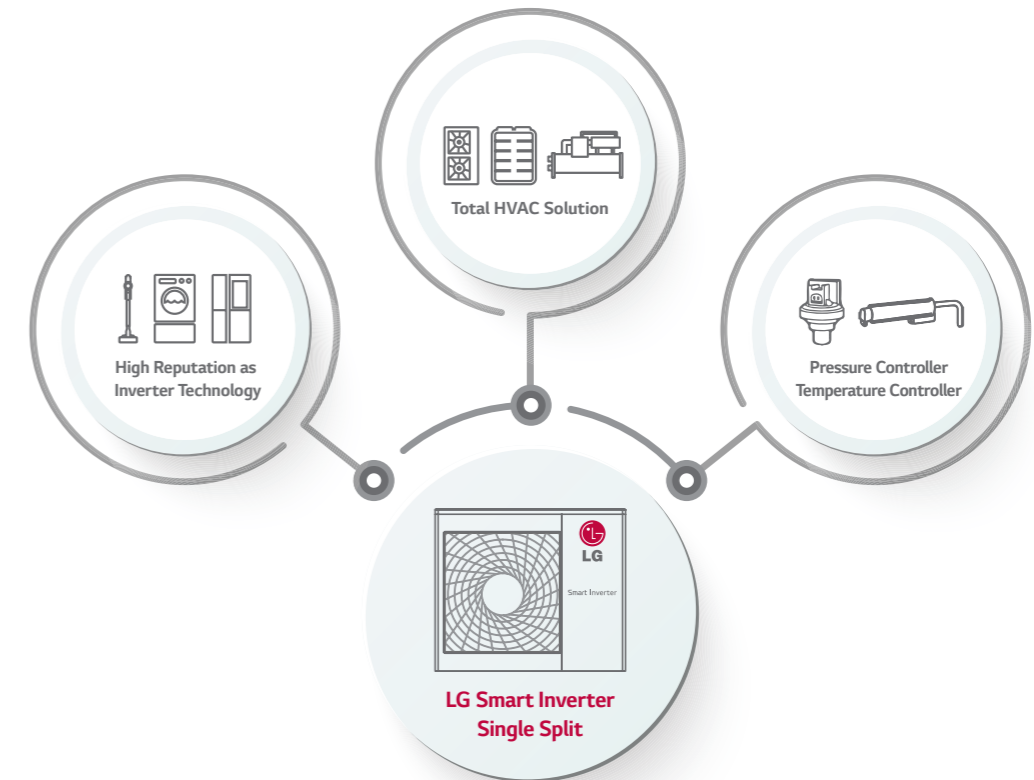 Total HVAC Solution
High Reputation as
Inverter Technology
Pressure Controller
Temperature Controller
LG
Smart Inverter
LG Smart Inverter
Single Split